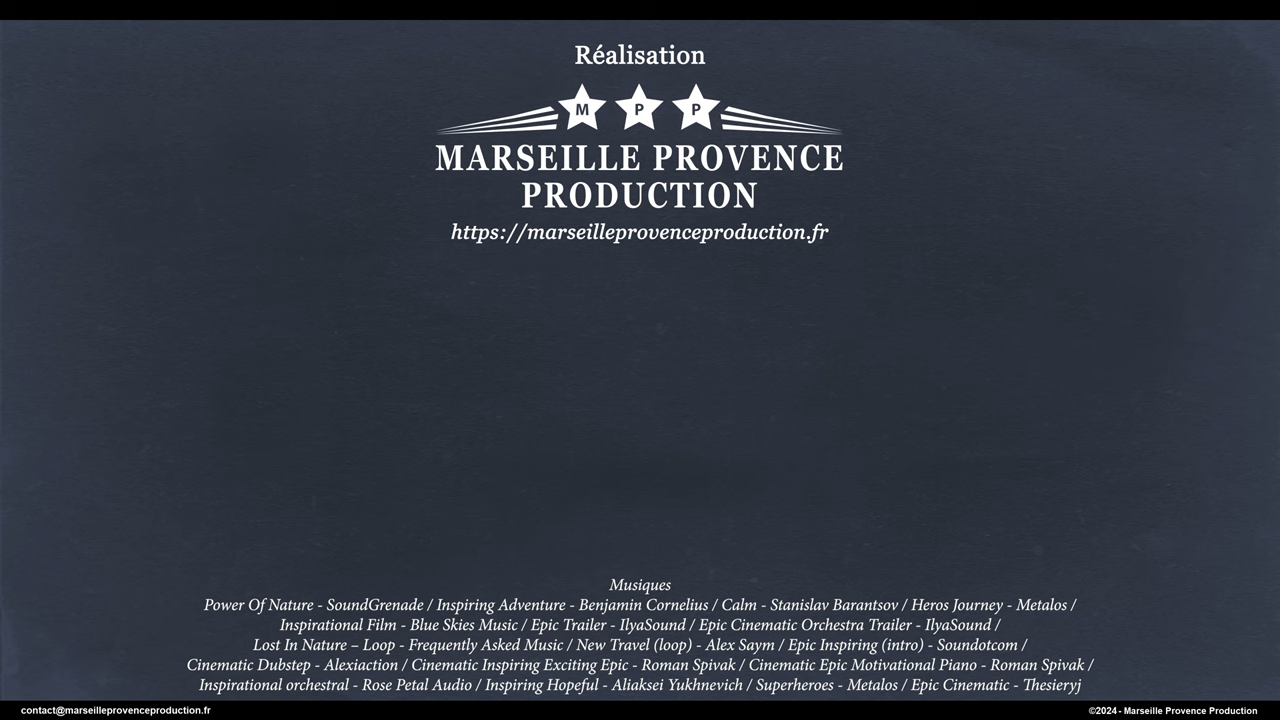 Réalisation
M P P
MARSEILLE PROVENCE
PRODUCTION
https://marseilleprovenceproduction.fr
Musiques
Power Of Nature - SoundGrenade / Inspiring Adventure - Benjamin Cornelius / Calm - Stanislav Barantsov / Heros Journey - Metalos /
Inspirational Film - Blue Skies Music / Epic Trailer - IlyaSound / Epic Cinematic Orchestra Trailer - IlyaSound /
Lost In Nature – Loop - Frequently Asked Music / New Travel (loop) - Alex Saym / Epic Inspiring (intro) - Soundotcom /
Cinematic Dubstep - Alexiaction / Cinematic Inspiring Exciting Epic - Roman Spivak / Cinematic Epic Motivational Piano - Roman Spivak /
Inspirational orchestral - Rose Petal Audio / Inspiring Hopeful - Aliaksei Yukhnevich / Superheroes - Metalos / Epic Cinematic - Thesieryj
contact@marseilleprovenceproduction.fr
©2024 - Marseille Provence Production